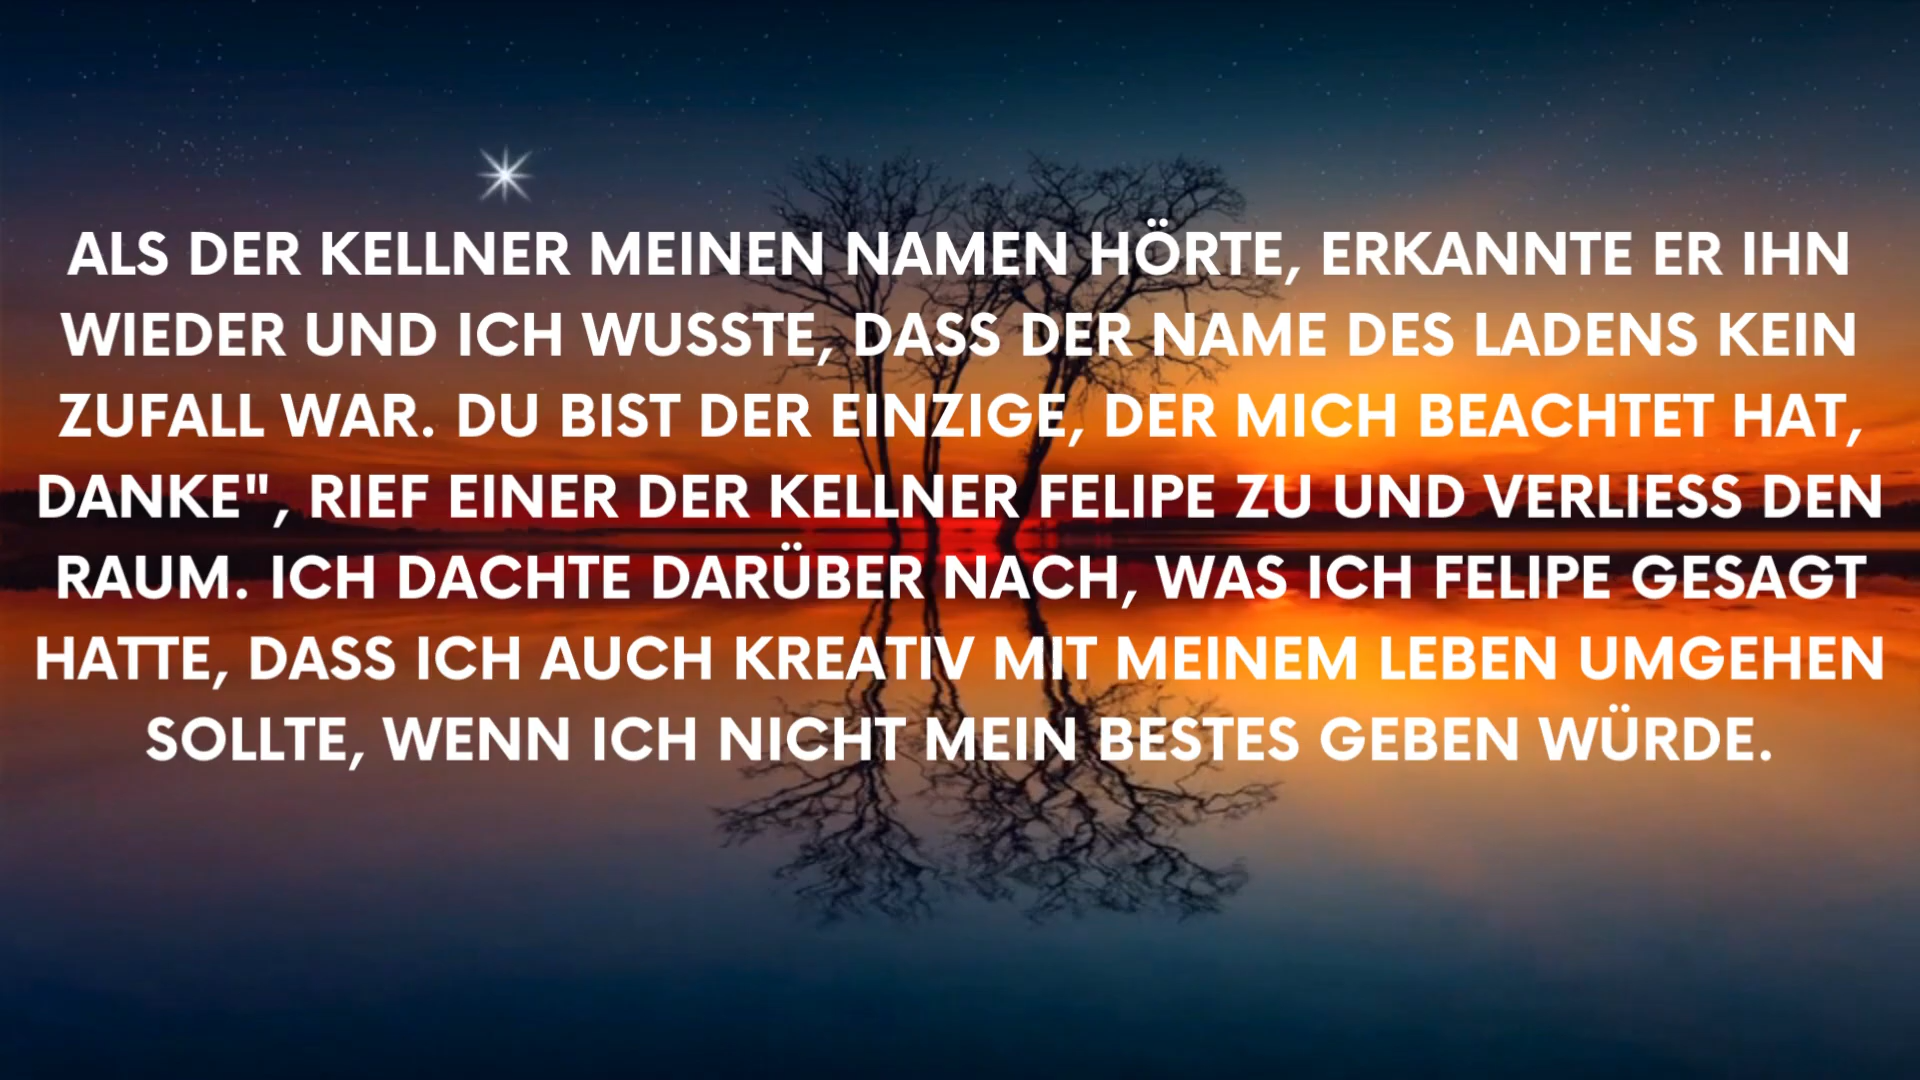 ALS DER KELLNER MEINEN NAMEN HÖRTE, ERKANNTE ER IHN
WIEDER UND ICH WUSSTE, DASS DER NAME DES LADENS KEIN
ZUFALL WAR. DU BIST DER EINZIGE, DER MICH BEACHTET HAT,
DANKE", RIEF EINER DER KELLNER FELIPE ZU UND VERLIESS DEN
RAUM. ICH DACHTE DARÜBER NACH, WAS ICH FELIPE GESAGT
HATTE, DASS ICH AUCH KREATIV MIT MEINEM LEBEN UMGEHEN
SOLLTE, WENN ICH NICHT MEIN BESTES GEBEN WÜRDE.